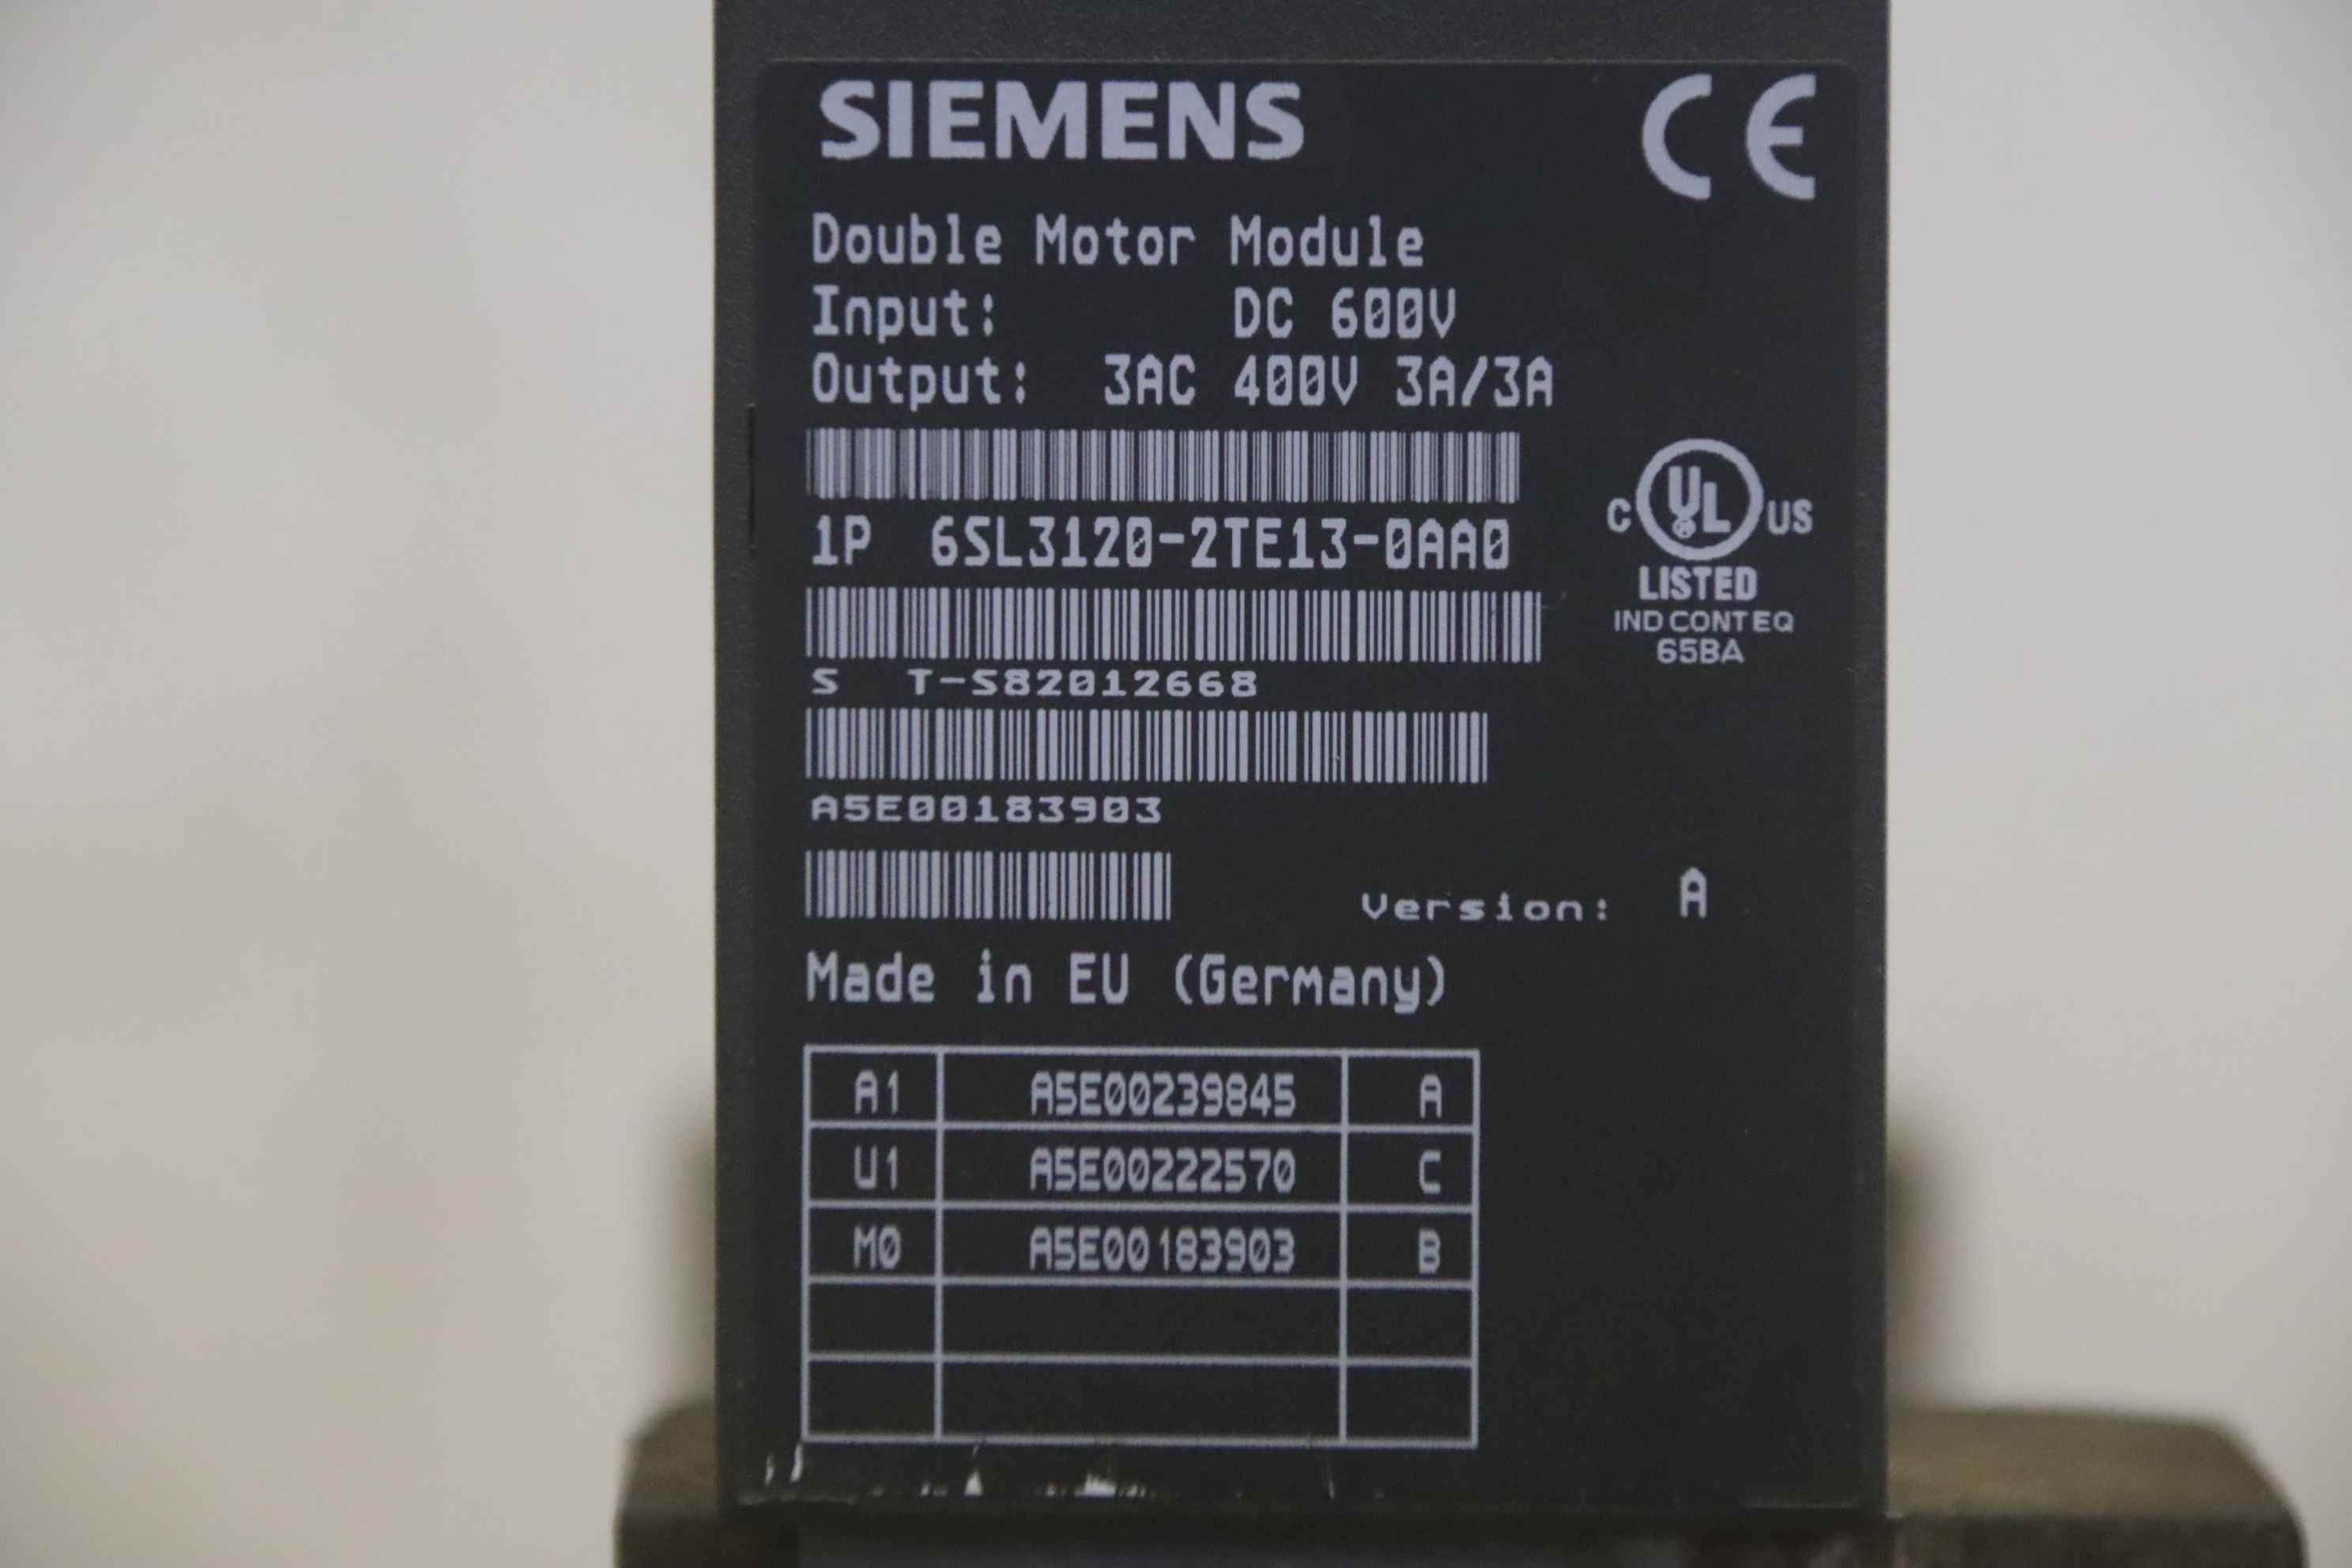 SIEMENS
CE
Double Motor Module
Input: DC 600V
Output: 3AC 400V 3A/3A
1P 6SL3120-2TE13-0AA0
C UL US
LISTED
IND CONT EQ
65BA
S T-S82012668
A5E00183903
Version: A
Made in EU (Germany)
A1 A5E00239845 A
U1 A5E00222570 C
M0 A5E00183903 B